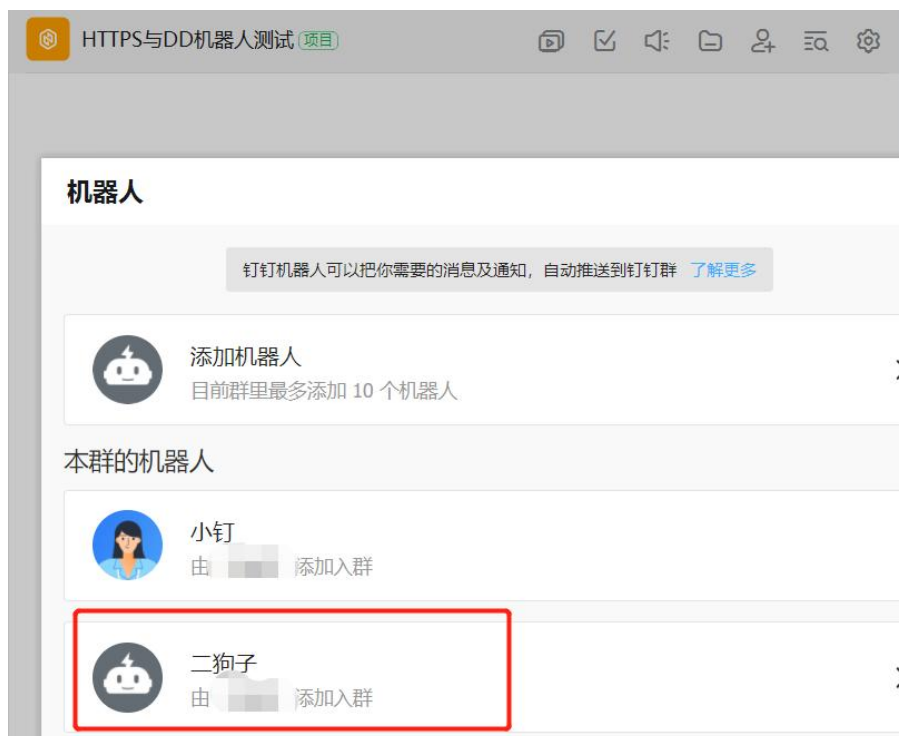 HTTPS与DD机器人测试 项目
机器人
钉钉机器人可以把你需要的消息及通知，自动推送到钉钉群 了解更多
添加机器人
目前群里最多添加 10 个机器人
本群的机器人
小钉
由 添加入群
二狗子
由 添加入群